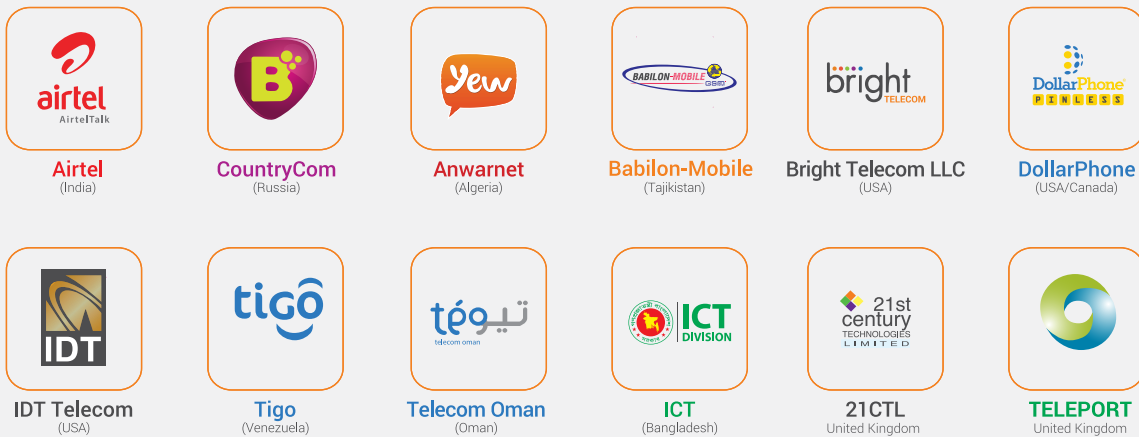 airtel
AirtelTalk
Airtel
(India)
B
CountryCom
(Russia)
Yew
Anwarnet
(Algeria)
BABILON-MOBILE
GSM
Babilon-Mobile
(Tajikistan)
bright
TELECOM
Bright Telecom LLC
(USA)
DollarPhone
PINLESS
DollarPhone
(USA/Canada)
IDT
IDT Telecom
(USA)
tigo
Tigo
(Venezuela)
téo تيو
telecom oman
Telecom Oman
(Oman)
ICT
DIVISION
ICT
(Bangladesh)
21st
century
TECHNOLOGIES
LIMITED
21CTL
United Kingdom
TELEPORT
United Kingdom